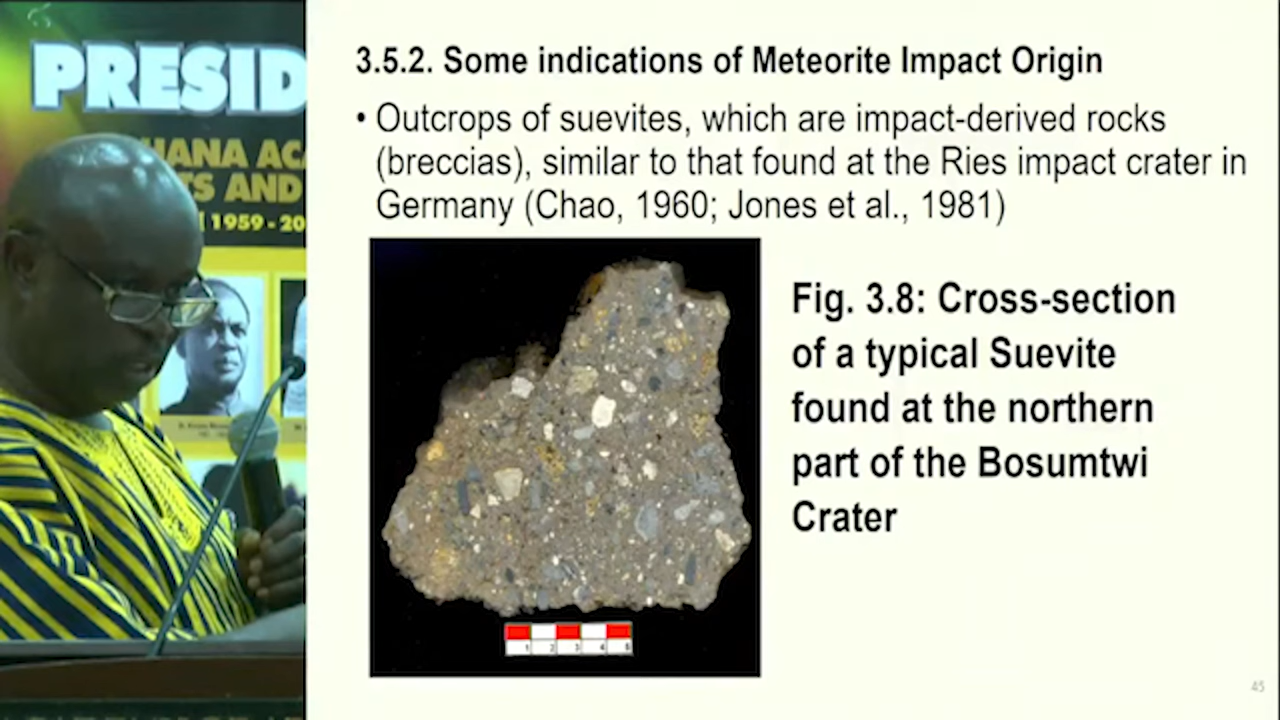 PRESID
HANA AC
TS AND
1959 - 20
3.5.2. Some indications of Meteorite Impact Origin
• Outcrops of suevites, which are impact-derived rocks
(breccias), similar to that found at the Ries impact crater in
Germany (Chao, 1960; Jones et al., 1981)
Fig. 3.8: Cross-section
of a typical Suevite
found at the northern
part of the Bosumtwi
Crater
1 2 3 4 5
45